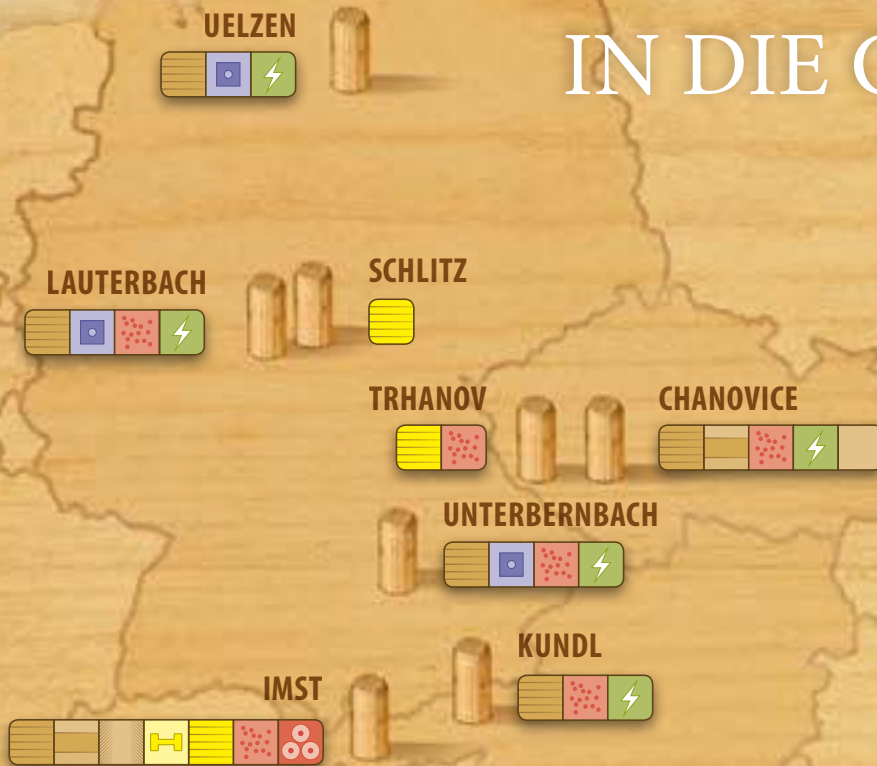 UELZEN
IN DIE
LAUTERBACH
SCHLITZ
TRHANOV
CHANOVICE
UNTERBERNBACH
KUNDL
IMST